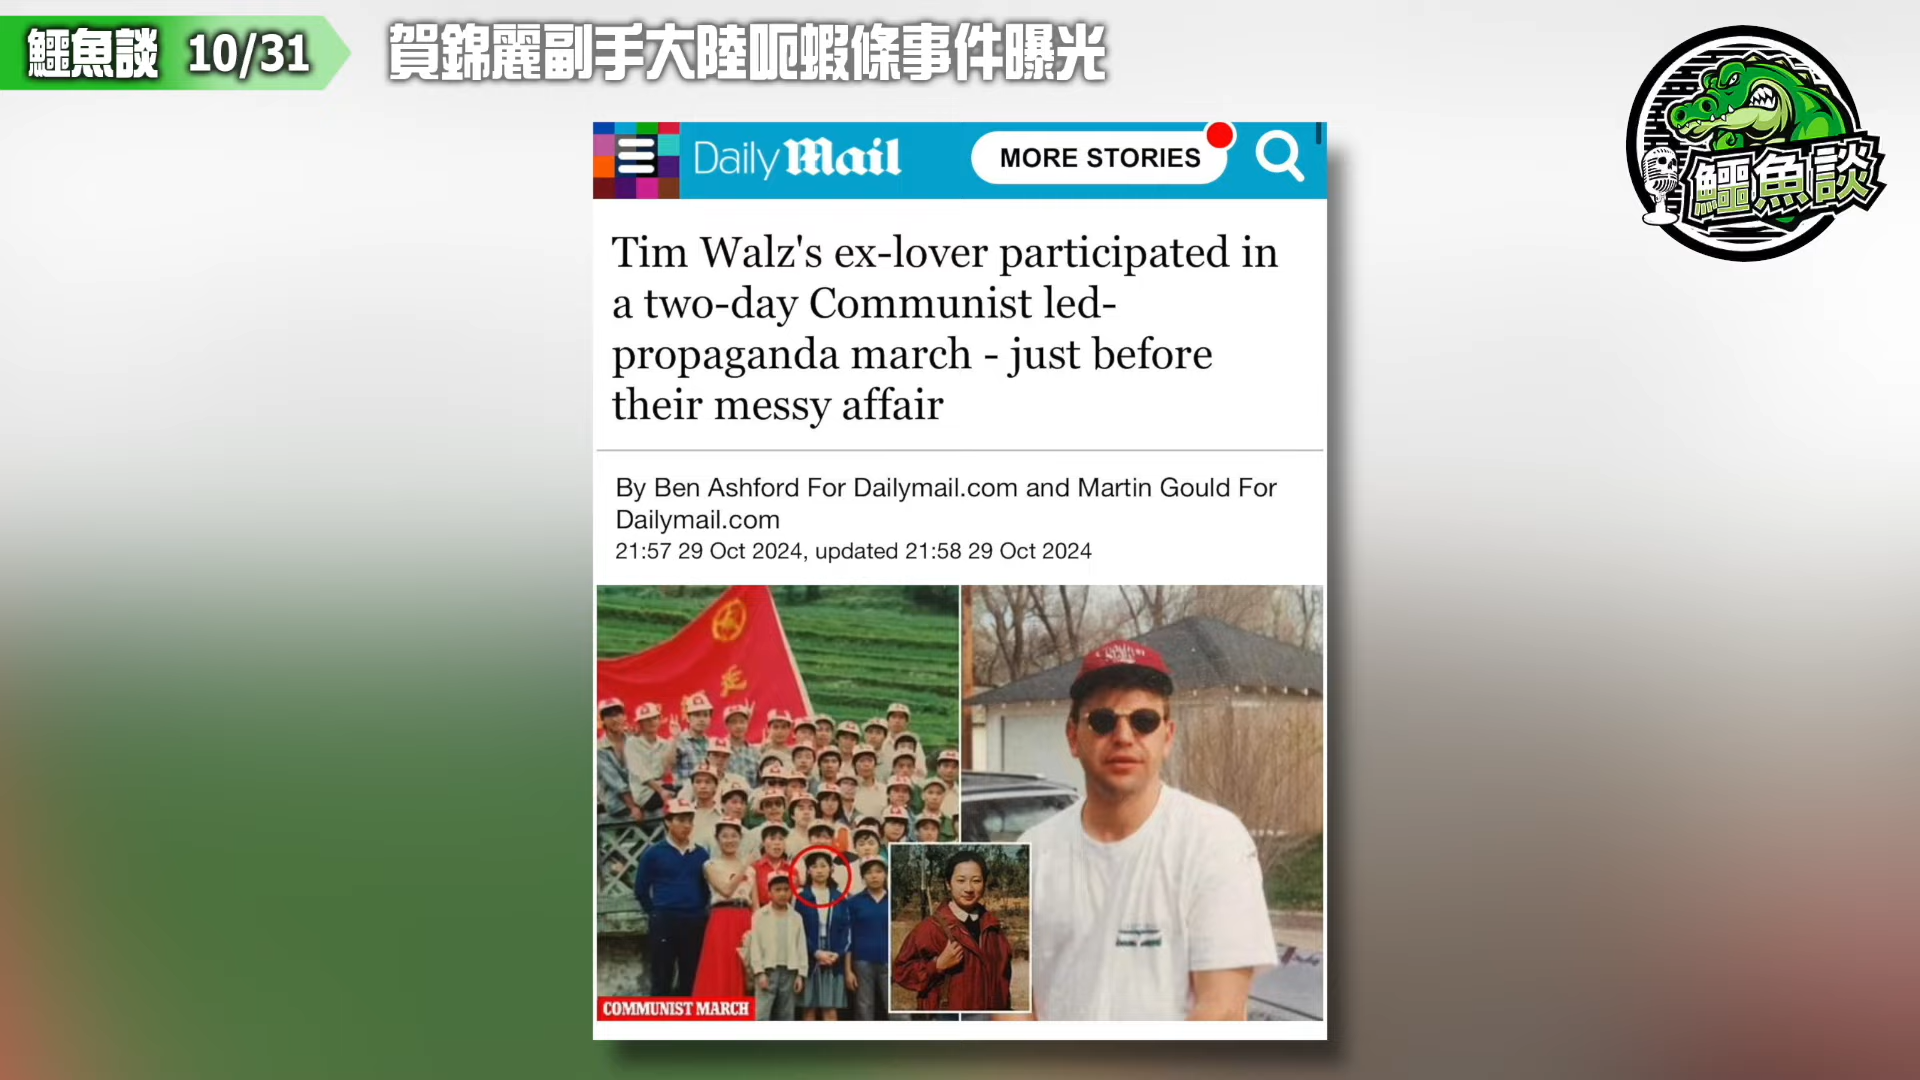 鱷魚談 10/31
賀錦麗副手大陸呃蝦條事件曝光
鱷魚談
Daily Mail
MORE STORIES
Tim Walz's ex-lover participated in
a two-day Communist led-
propaganda march - just before
their messy affair
By Ben Ashford For Dailymail.com and Martin Gould For
Dailymail.com
21:57 29 Oct 2024, updated 21:58 29 Oct 2024
走
COMMUNIST MARCH